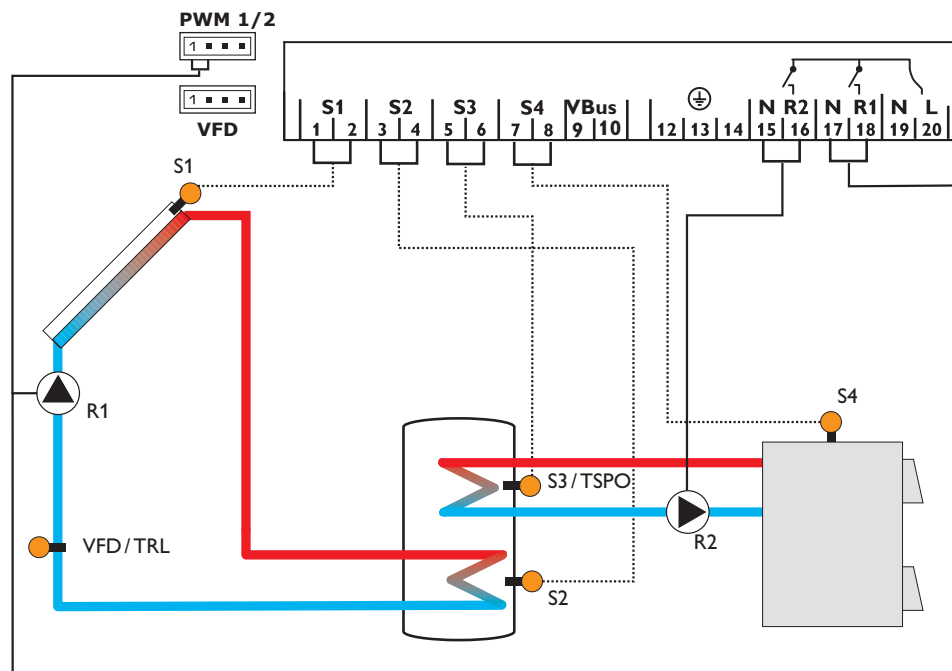 PWM 1/2
1
1
VFD
S1 S2 S3 S4 VBus N R2 N R1 N L
1 2 3 4 5 6 7 8 9 10 12 13 14 15 16 17 18 19 20
S1
R1
S4
S3 / TSPO
R2
VFD / TRL
S2